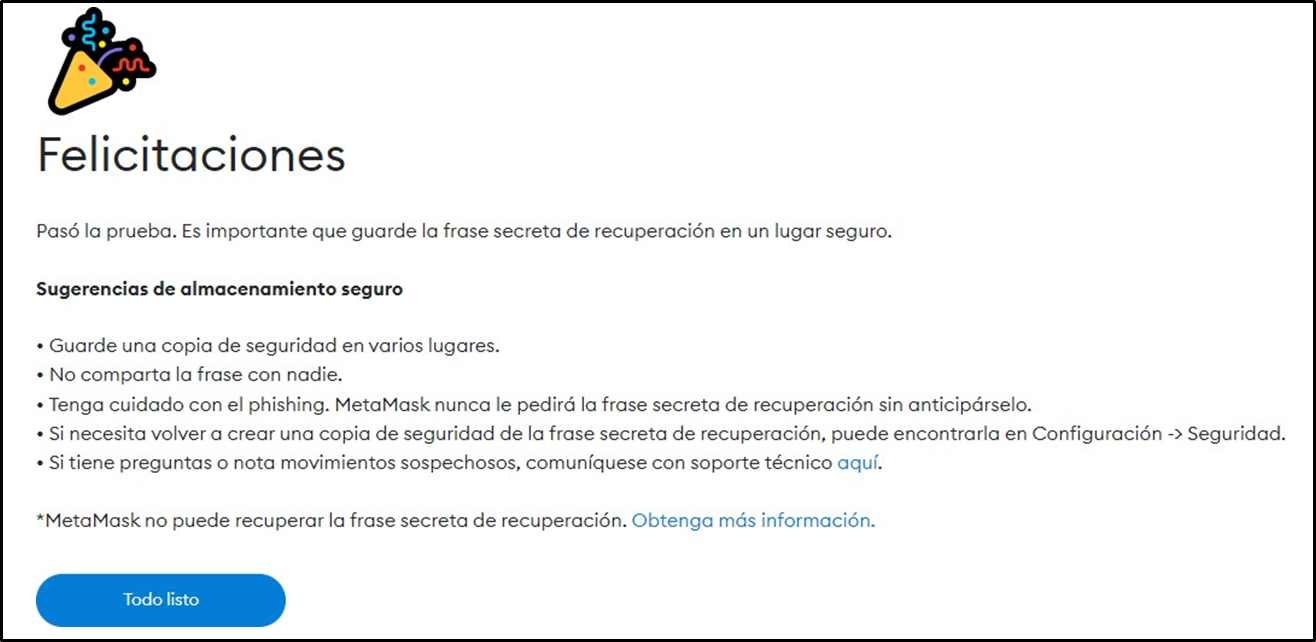 Felicitaciones
Pasó la prueba. Es importante que guarde la frase secreta de recuperación en un lugar seguro.
Sugerencias de almacenamiento seguro
• Guarde una copia de seguridad en varios lugares.
• No comparta la frase con nadie.
• Tenga cuidado con el phishing. MetaMask nunca le pedirá la frase secreta de recuperación sin anticipárselo.
• Si necesita volver a crear una copia de seguridad de la frase secreta de recuperación, puede encontrarla en Configuración -> Seguridad.
• Si tiene preguntas o nota movimientos sospechosos, comuníquese con soporte técnico aquí.
*MetaMask no puede recuperar la frase secreta de recuperación. Obtenga más información.
Todo listo